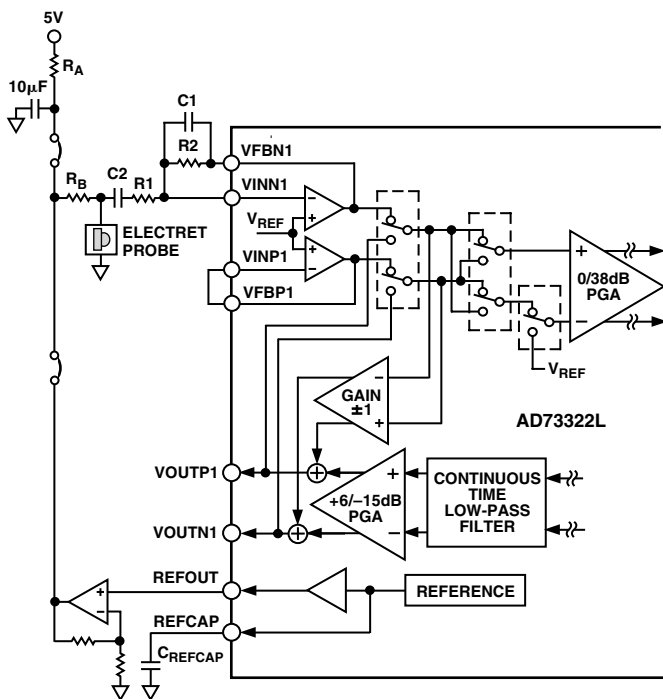 5V
RA
10µF
C1
R2
VFBN1
RB
C2
R1
VINN1
ELECTRET
PROBE
VREF
VINP1
VFBP1
0/38dB
PGA
VREF
GAIN
±1
AD73322L
VOUTP1
+6/–15dB
PGA
CONTINUOUS
TIME
LOW-PASS
FILTER
VOUTN1
REFOUT
REFERENCE
REFCAP
CREFCAP